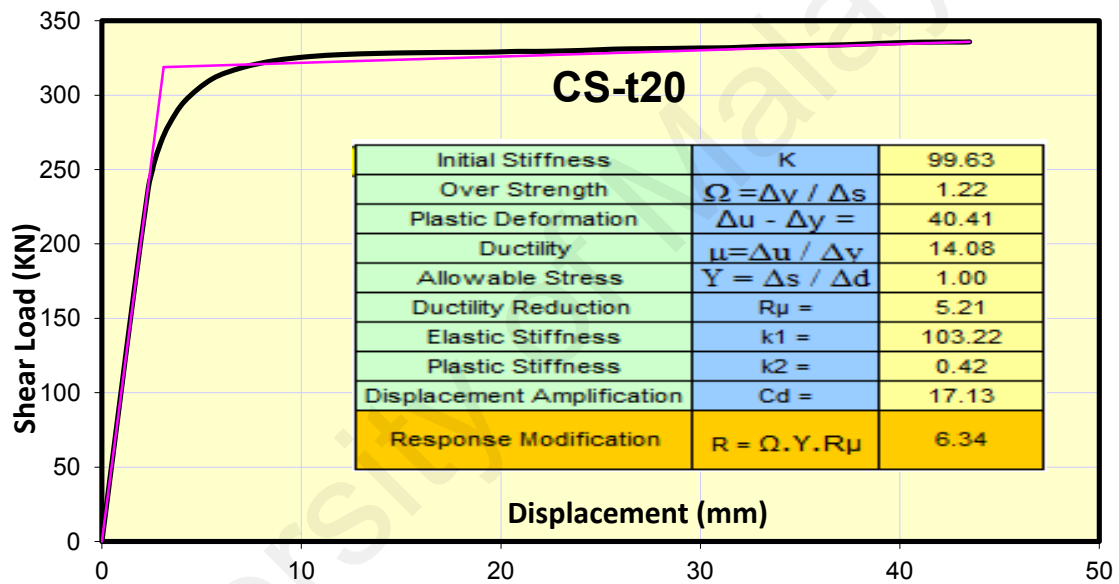 350
300
250
200
150
100
50
0
Shear Load (KN)
CS-t20
Initial Stiffness K 99.63
Over Strength Ω =Δy / Δs 1.22
Plastic Deformation Δu - Δy = 40.41
Ductility μ=Δu / Δy 14.08
Allowable Stress Y = Δs / Δd 1.00
Ductility Reduction Rμ = 5.21
Elastic Stiffness k1 = 103.22
Plastic Stiffness k2 = 0.42
Displacement Amplification Cd = 17.13
Response Modification R = Ω.Y.Rμ 6.34
Displacement (mm)
0 10 20 30 40 50
University of Malaya